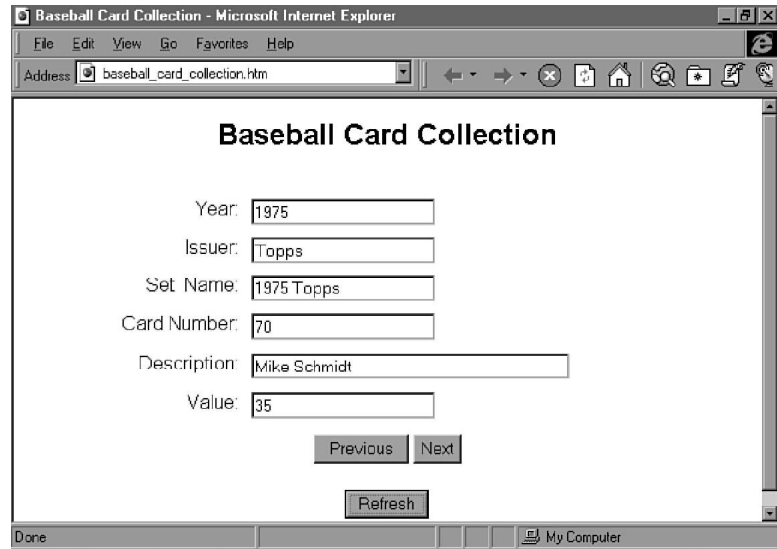 Baseball Card Collection - Microsoft Internet Explorer
File Edit View Go Favorites Help
Address baseball_card_collection.htm
Baseball Card Collection
Year: 1975
Issuer: Topps
Set Name: 1975 Topps
Card Number: 70
Description: Mike Schmidt
Value: 35
Previous Next
Refresh
Done My Computer